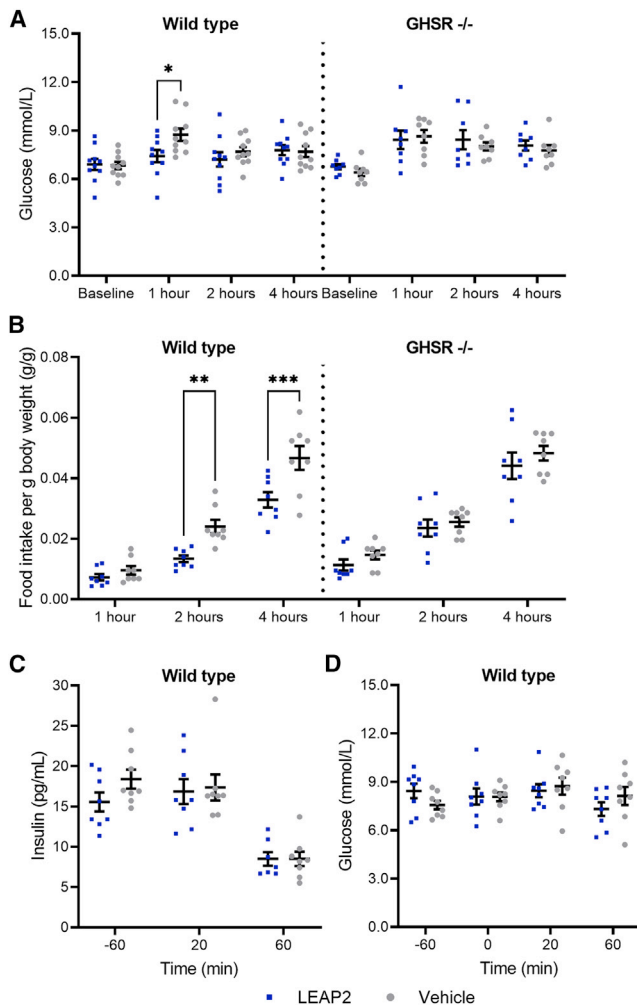 A
Wild type
GHSR -/-
*
Glucose (mmol/L)
15.0
12.0
9.0
6.0
3.0
0.0
Baseline 1 hour 2 hours 4 hours Baseline 1 hour 2 hours 4 hours
B
Wild type
GHSR -/-
** ***
Food intake per g body weight (g/g)
0.08
0.06
0.04
0.02
0.00
1 hour 2 hours 4 hours 1 hour 2 hours 4 hours
C
Wild type
Insulin (pg/mL)
30
25
20
15
10
5
0
-60 20 60
Time (min)
D
Wild type
Glucose (mmol/L)
15.0
12.0
9.0
6.0
3.0
0.0
-60 0 20 60
Time (min)
LEAP2 Vehicle